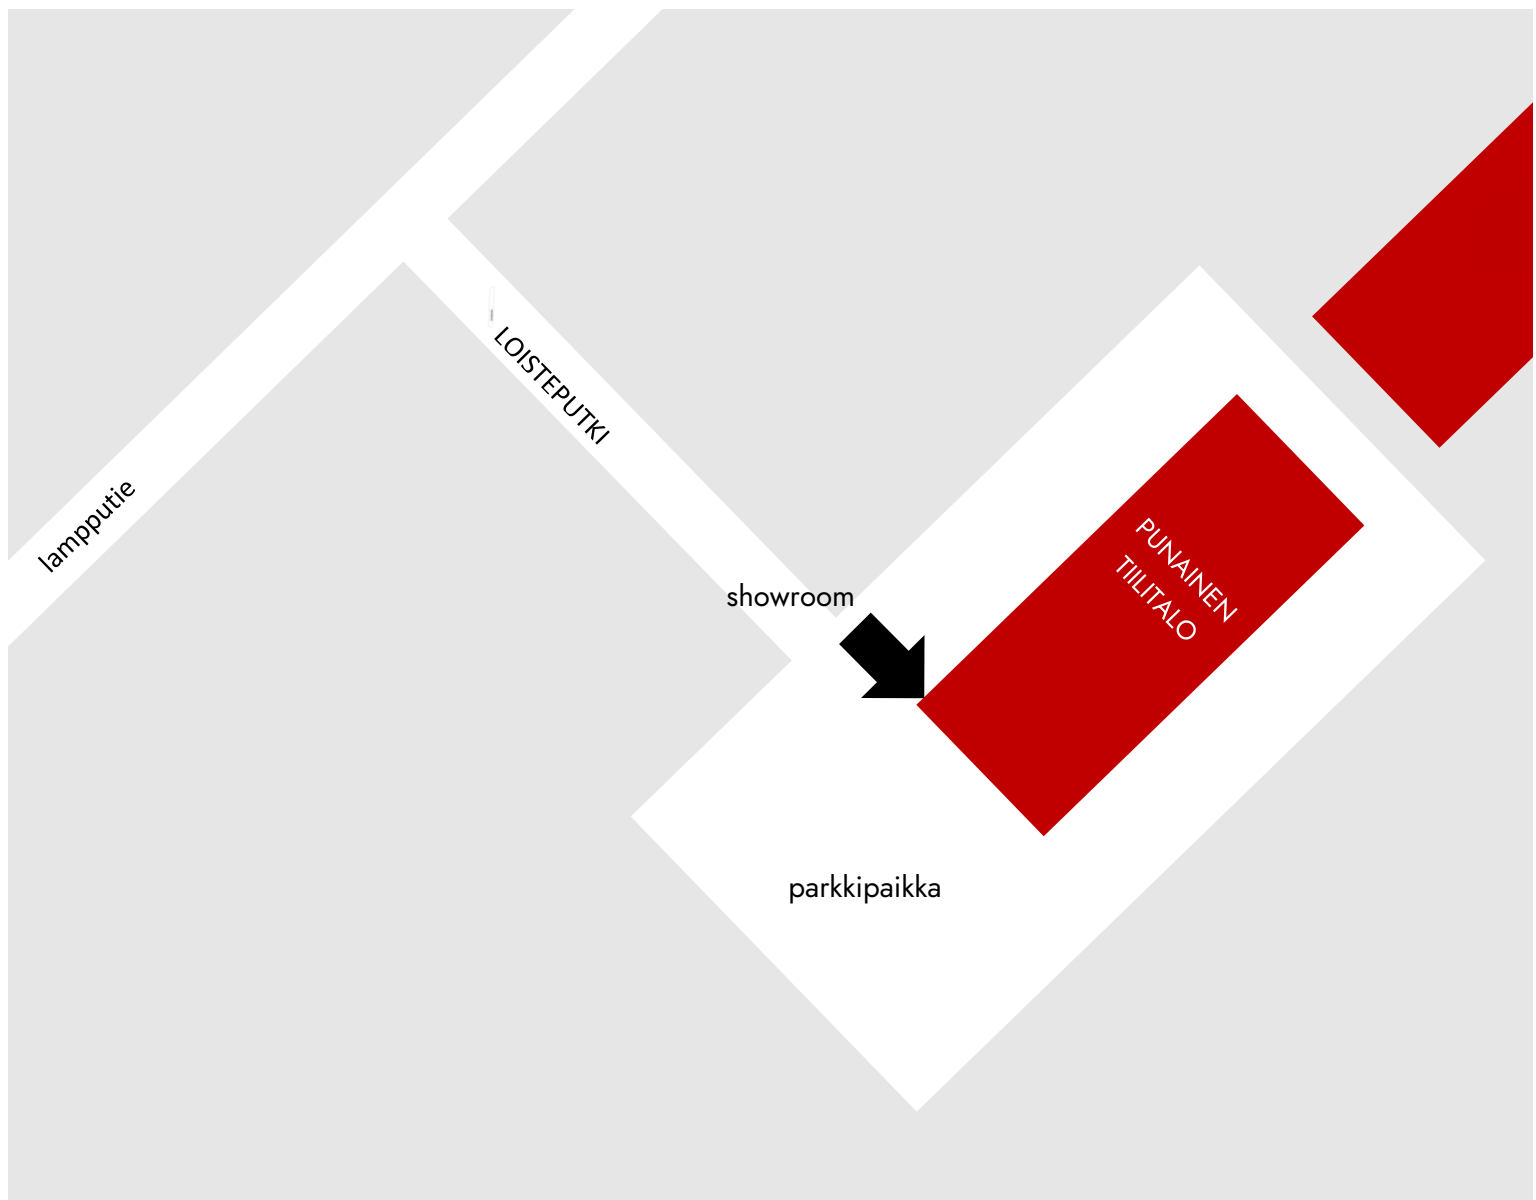 LOISTEPUTKI
lampputie
showroom
PUNAINEN
TIILITALO
parkkipaikka